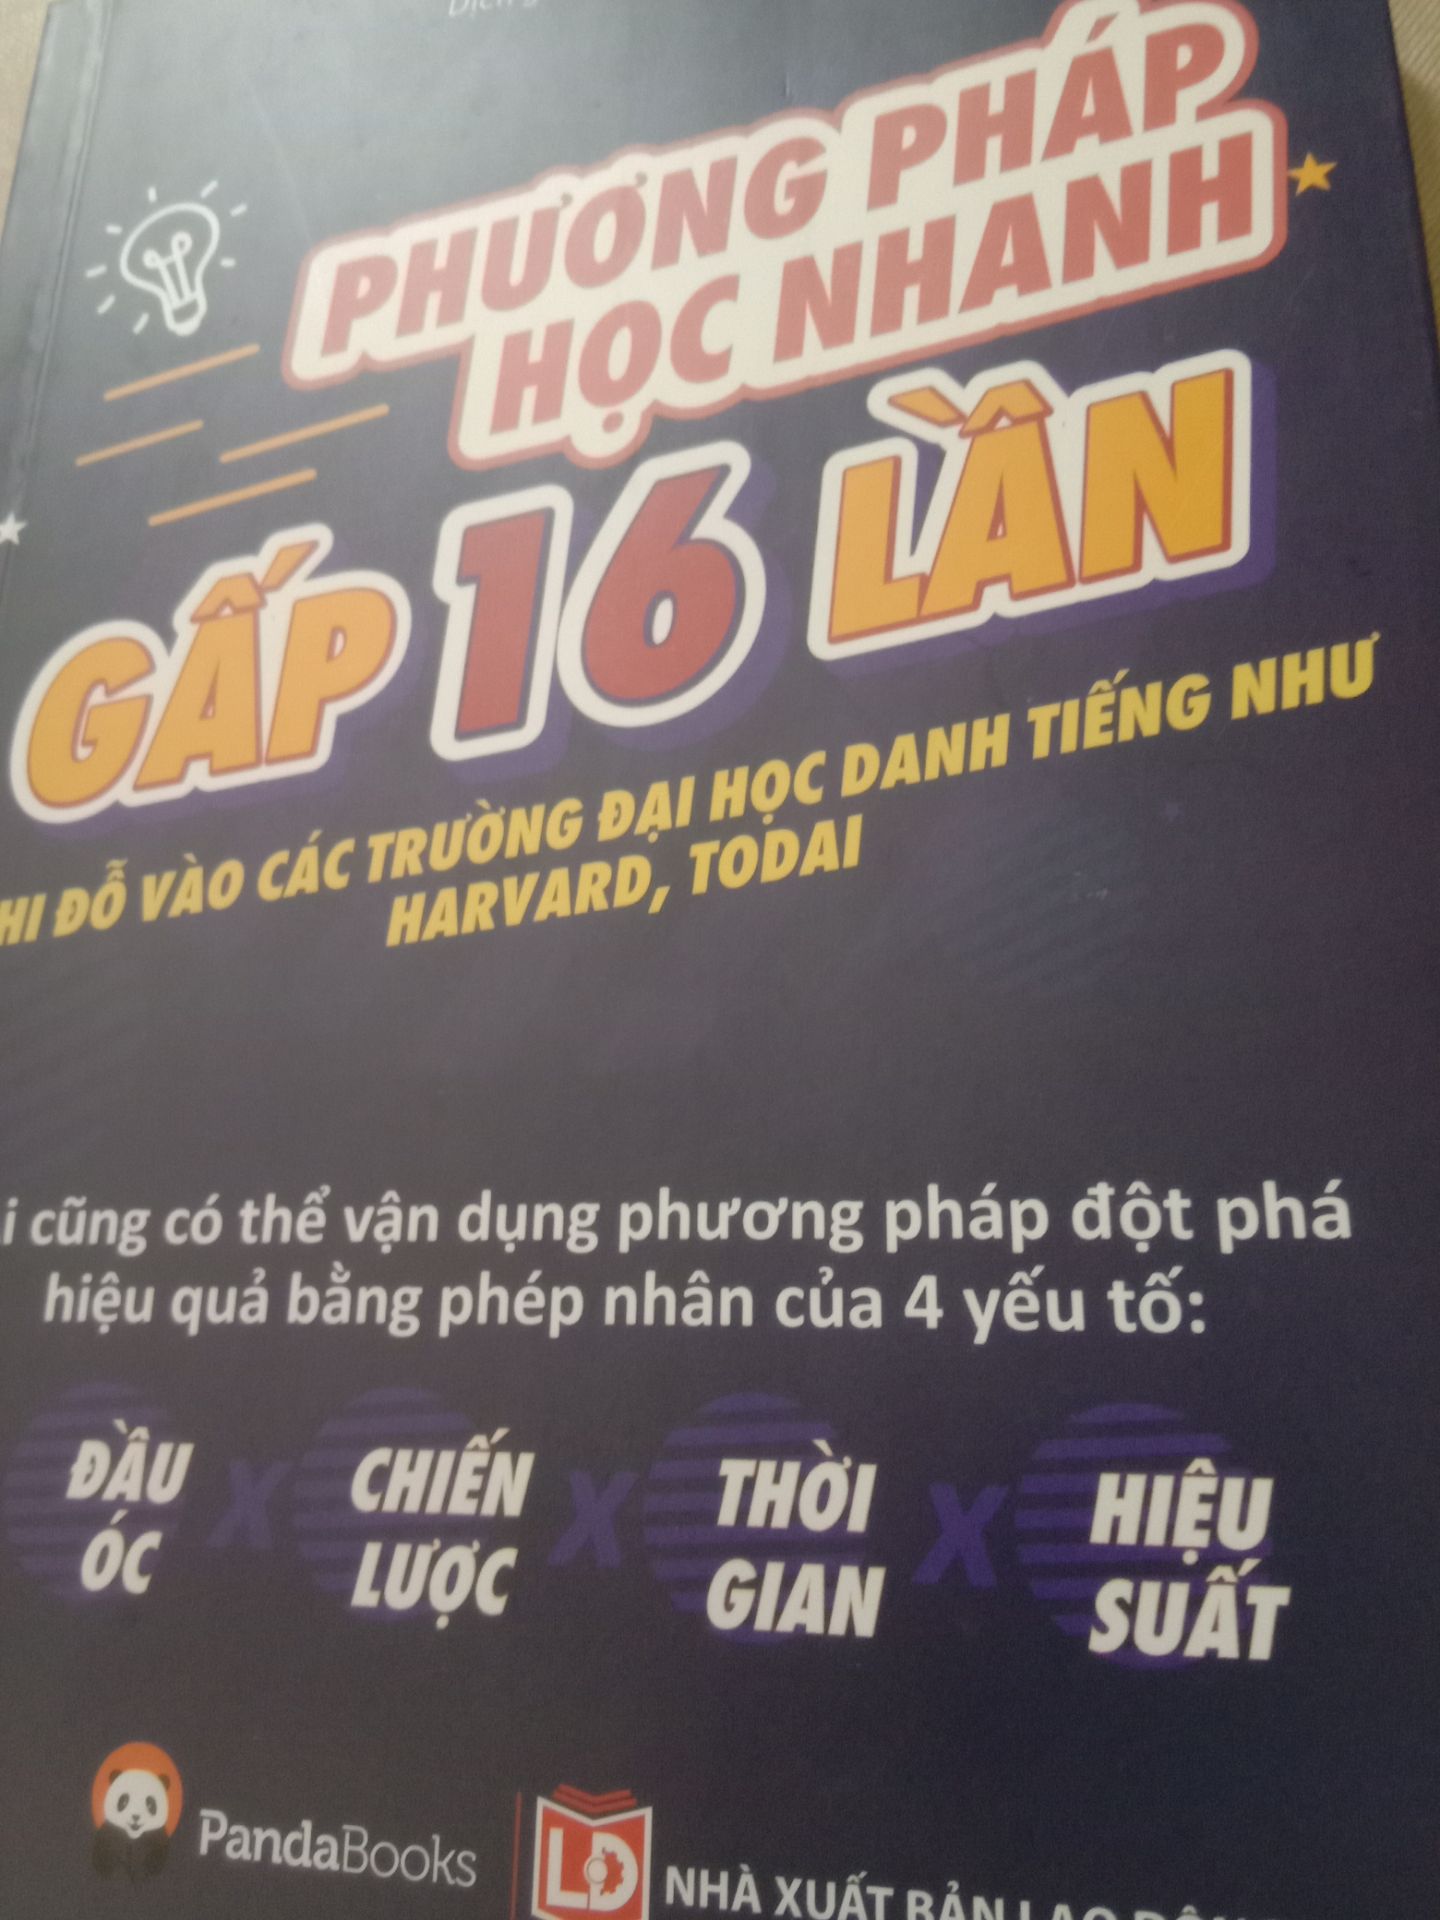 PHƯƠNG PHÁP
HỌC NHANH
GẤP 16 LẦN
ĐỖ VÀO CÁC TRƯỜNG ĐẠI HỌC DANH TIẾNG NHƯ
HARVARD, TODAI
cũng có thể vận dụng phương pháp đột phá
hiệu quả bằng phép nhân của 4 yếu tố:
ĐẦU ÓC x CHIẾN LƯỢC x THỜI GIAN x HIỆU SUẤT
PandaBooks
LĐ
NHÀ XUẤT BẢN LAO